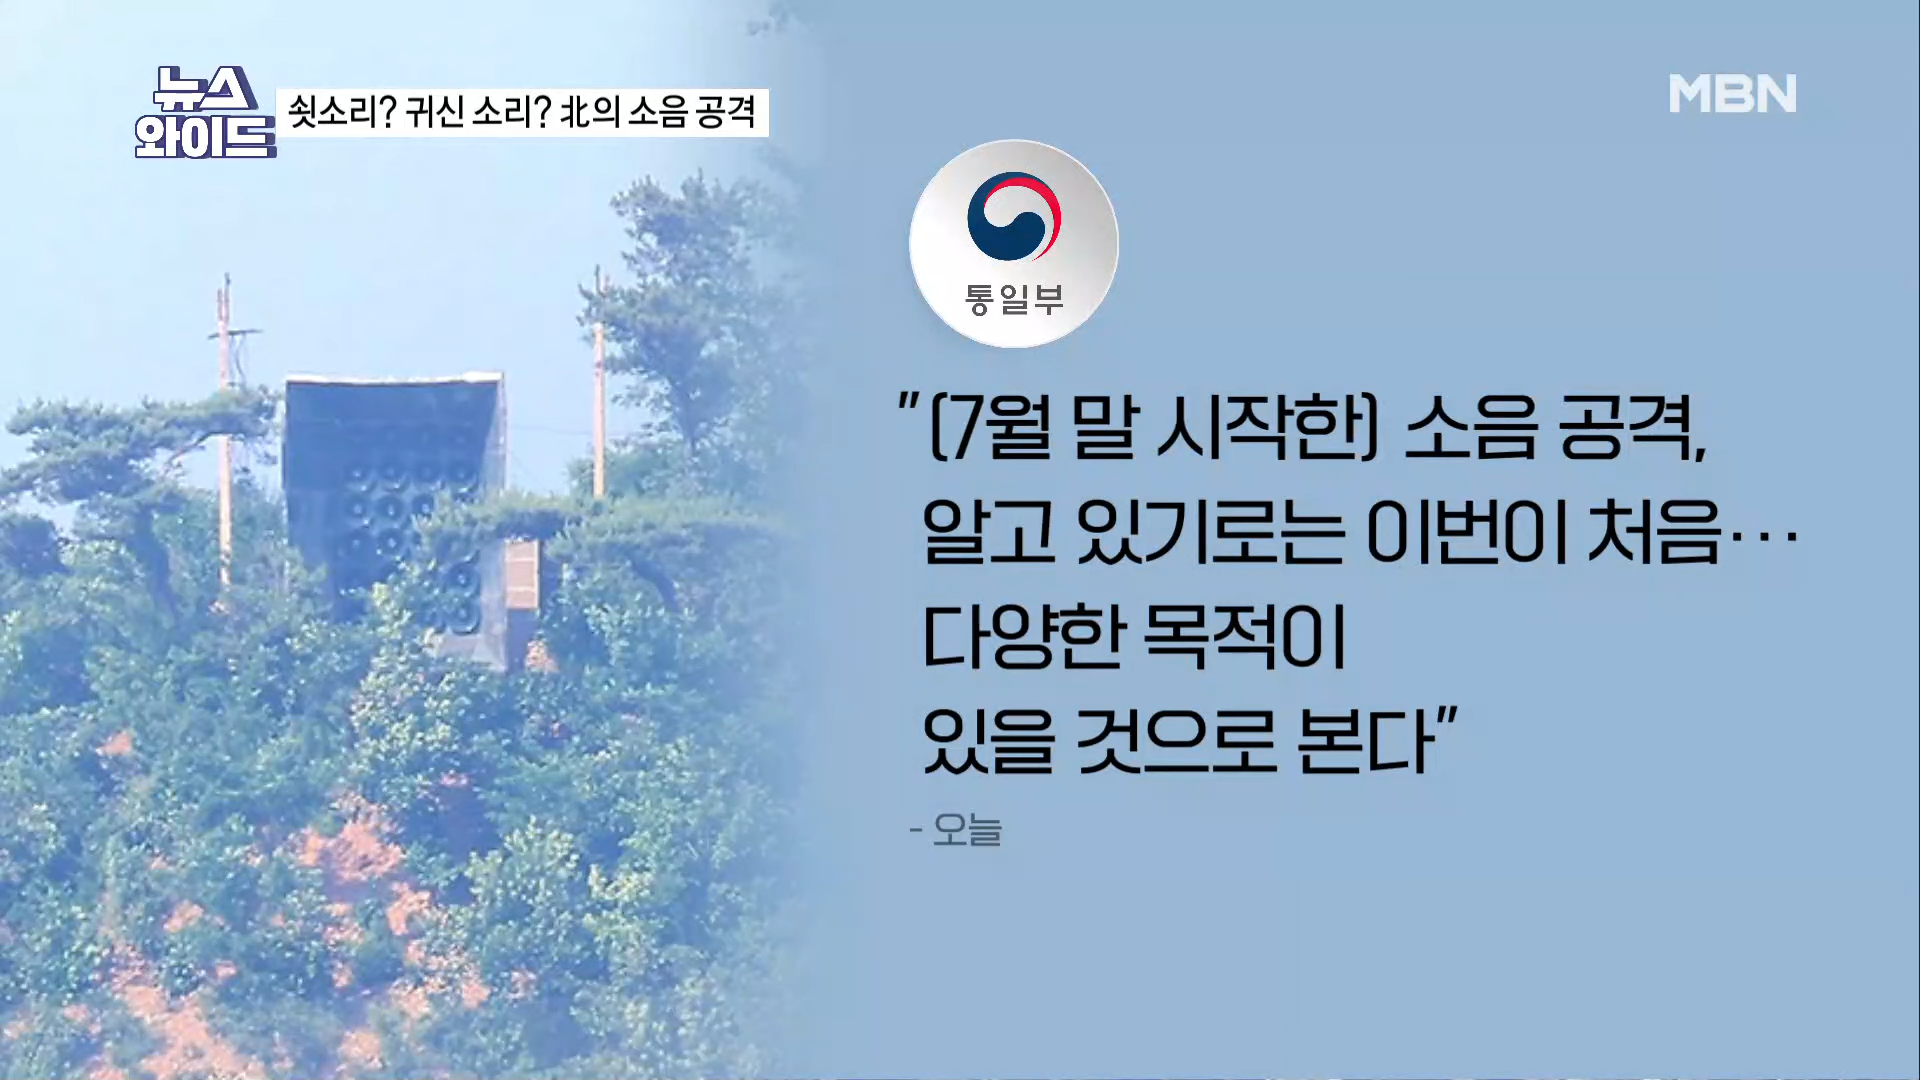 뉴스
와이드
쇳소리? 귀신 소리? 北의 소음 공격
MBN
통일부
"(7월 말 시작한) 소음 공격,
알고 있기로는 이번이 처음…
다양한 목적이
있을 것으로 본다"
- 오늘